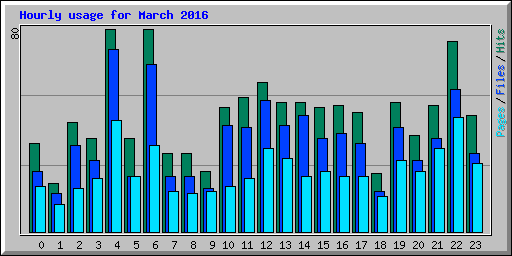 Hourly usage for March 2016
80
Pages / Files / Hits
0 1 2 3 4 5 6 7 8 9 10 11 12 13 14 15 16 17 18 19 20 21 22 23